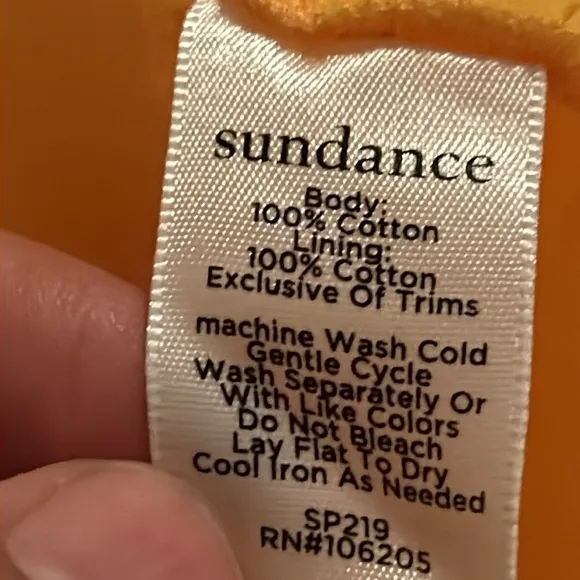 sundance
Body:
100% Cotton
Lining:
100% Cotton
Exclusive Of Trims
machine Wash Cold
Gentle Cycle
Wash Separately Or
With Like Colors
Do Not Bleach
Lay Flat To Dry
Cool Iron As Needed
SP219
RN#106205